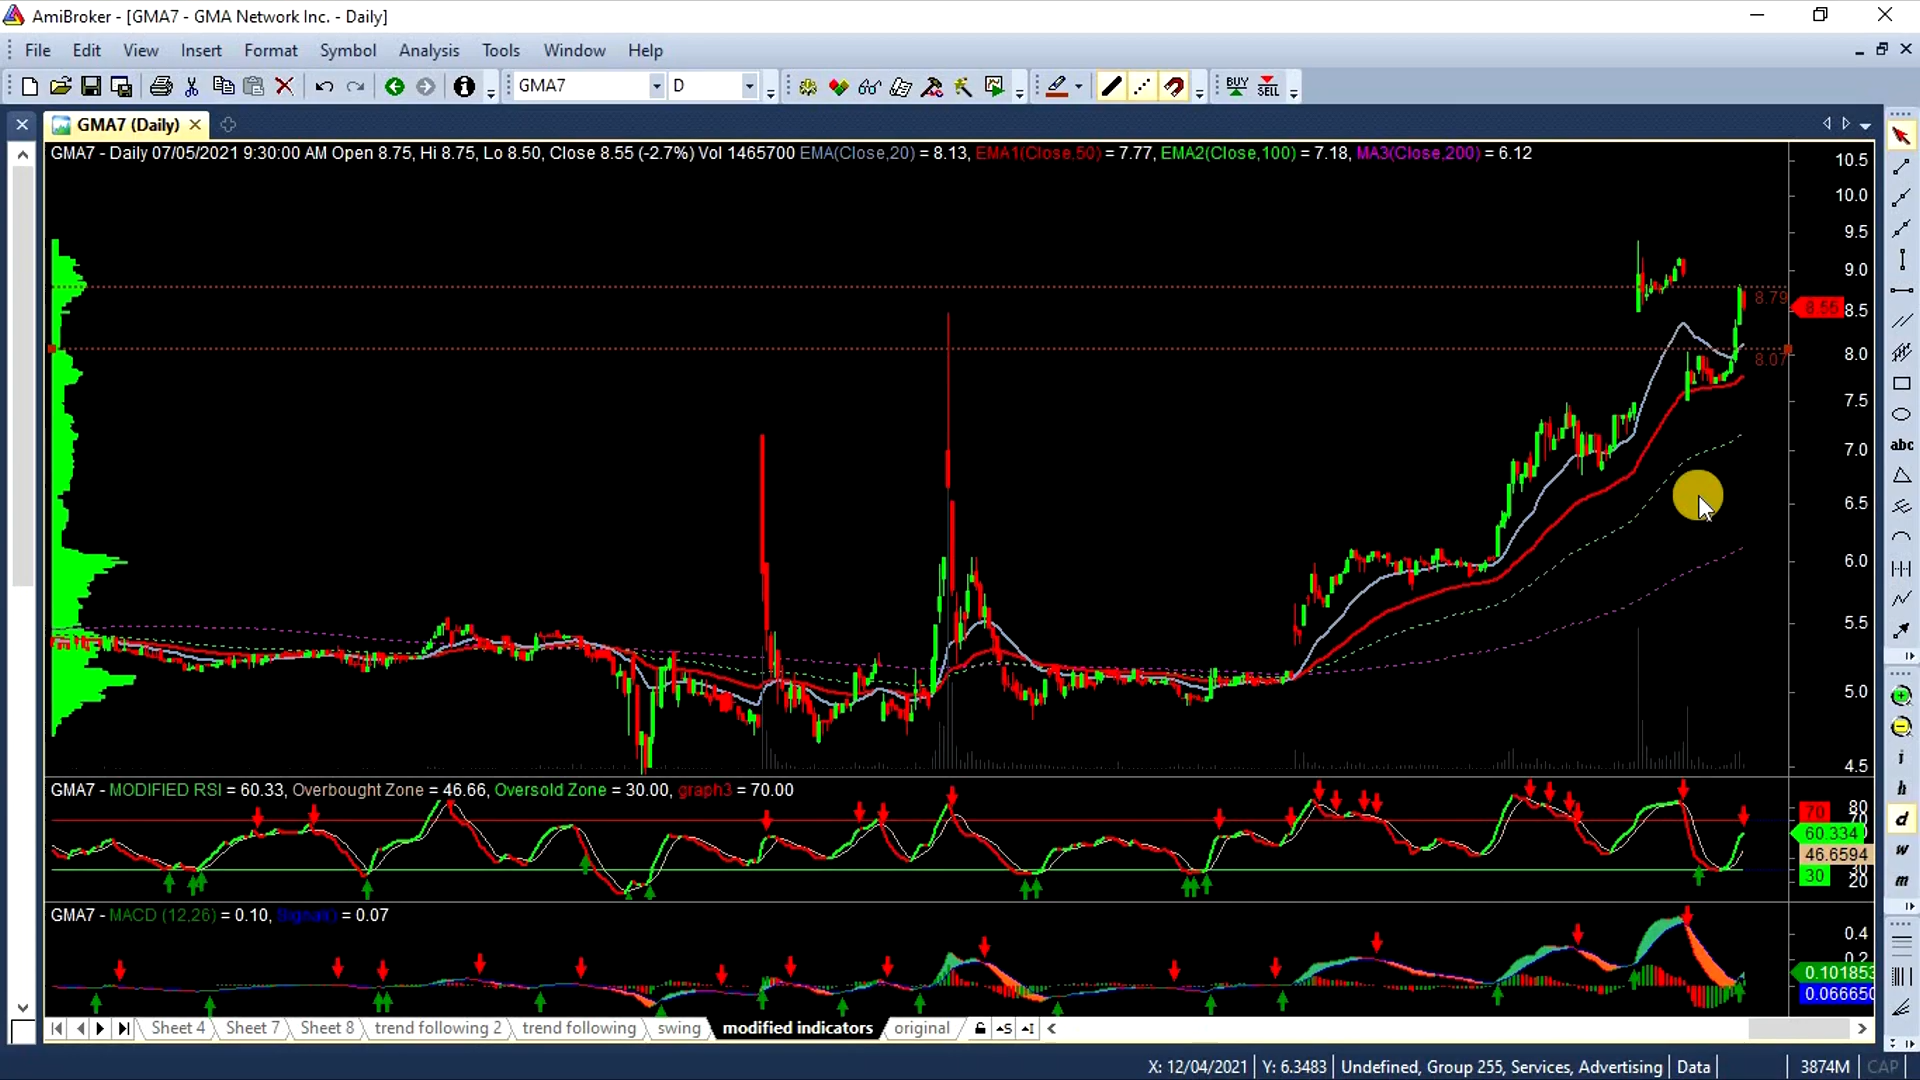 AmiBroker - [GMA7 - GMA Network Inc. - Daily]
File Edit View Insert Format Symbol Analysis Tools Window Help
GMA7 D BUY SELL
GMA7 (Daily)
GMA7 - Daily 07/05/2021 9:30:00 AM Open 8.75, Hi 8.75, Lo 8.50, Close 8.55 (-2.7%) Vol 1465700 EMA(Close,20) = 8.13, EMA1(Close,50) = 7.77, EMA2(Close,100) = 7.18, MA3(Close,200) = 6.12
10.5
10.0
9.5
9.0
8.79
8.55 8.5
8.0
8.07
7.5
7.0
abc
6.5
6.0
5.5
5.0
4.5
i
h
d
w
m
GMA7 - MODIFIED RSI = 60.33, Overbought Zone = 46.66, Oversold Zone = 30.00, graph3 = 70.00
80
70
60.334
46.6594
30
20
GMA7 - MACD (12,26) = 0.10, Signal() = 0.07
0.4
0.2
0.101853
0.066650
Sheet 4 Sheet 7 Sheet 8 trend following 2 trend following swing modified indicators original
X: 12/04/2021 Y: 6.3483 Undefined, Group 255, Services, Advertising Data 3874M CAP